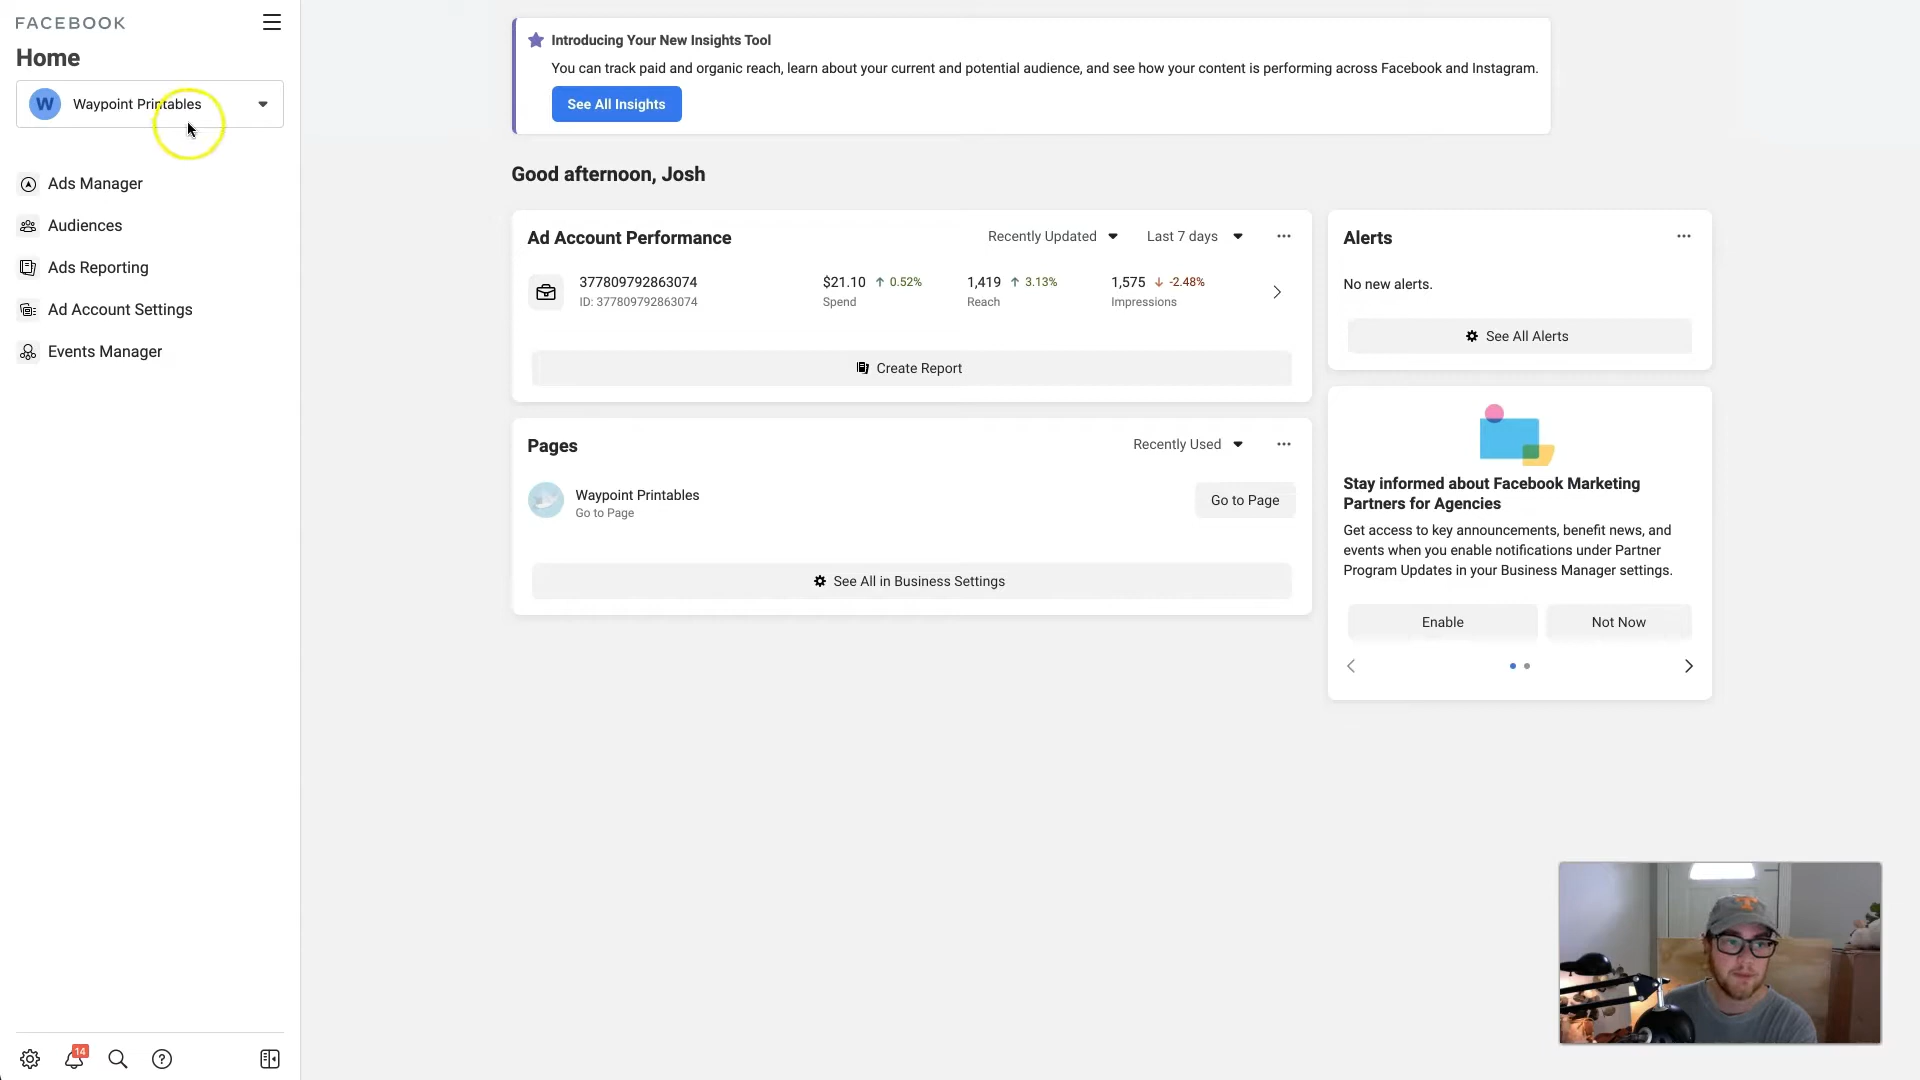 FACEBOOK
Home
W Waypoint Printables
Ads Manager
Audiences
Ads Reporting
Ad Account Settings
Events Manager
14
Introducing Your New Insights Tool
You can track paid and organic reach, learn about your current and potential audience, and see how your content is performing across Facebook and Instagram.
See All Insights
Good afternoon, Josh
Ad Account Performance
Recently Updated
Last 7 days
377809792863074
ID: 377809792863074
$21.10 ↑ 0.52%
Spend
1,419 ↑ 3.13%
Reach
1,575 ↓ -2.48%
Impressions
Create Report
Pages
Recently Used
Waypoint Printables
Go to Page
Go to Page
See All in Business Settings
Alerts
No new alerts.
See All Alerts
Stay informed about Facebook Marketing
Partners for Agencies
Get access to key announcements, benefit news, and
events when you enable notifications under Partner
Program Updates in your Business Manager settings.
Enable
Not Now